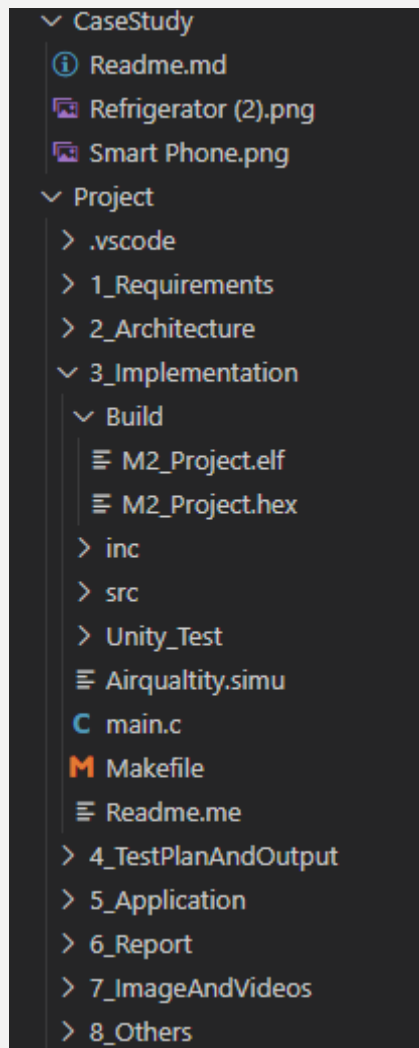 CaseStudy
Readme.md
Refrigerator (2).png
Smart Phone.png
Project
.vscode
1_Requirements
2_Architecture
3_Implementation
Build
M2_Project.elf
M2_Project.hex
inc
src
Unity_Test
Airqualtity.simu
C main.c
M Makefile
Readme.me
4_TestPlanAndOutput
5_Application
6_Report
7_ImageAndVideos
8_Others